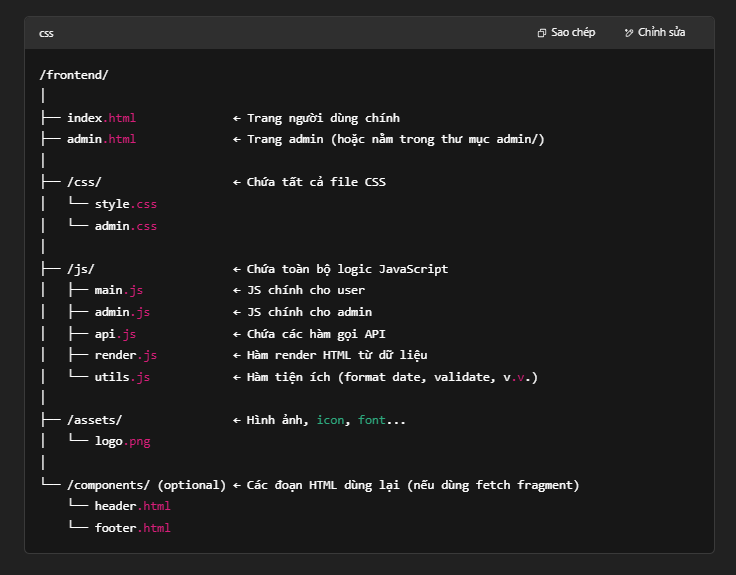 css Sao chép Chỉnh sửa
/frontend/
│
├── index.html ← Trang người dùng chính
├── admin.html ← Trang admin (hoặc nằm trong thư mục admin/)
│
├── /css/ ← Chứa tất cả file CSS
│ └── style.css
│ └── admin.css
│
├── /js/ ← Chứa toàn bộ logic JavaScript
│ ├── main.js ← JS chính cho user
│ ├── admin.js ← JS chính cho admin
│ ├── api.js ← Chứa các hàm gọi API
│ ├── render.js ← Hàm render HTML từ dữ liệu
│ └── utils.js ← Hàm tiện ích (format date, validate, v.v.)
│
├── /assets/ ← Hình ảnh, icon, font...
│ └── logo.png
│
└── /components/ (optional) ← Các đoạn HTML dùng lại (nếu dùng fetch fragment)
└── header.html
└── footer.html